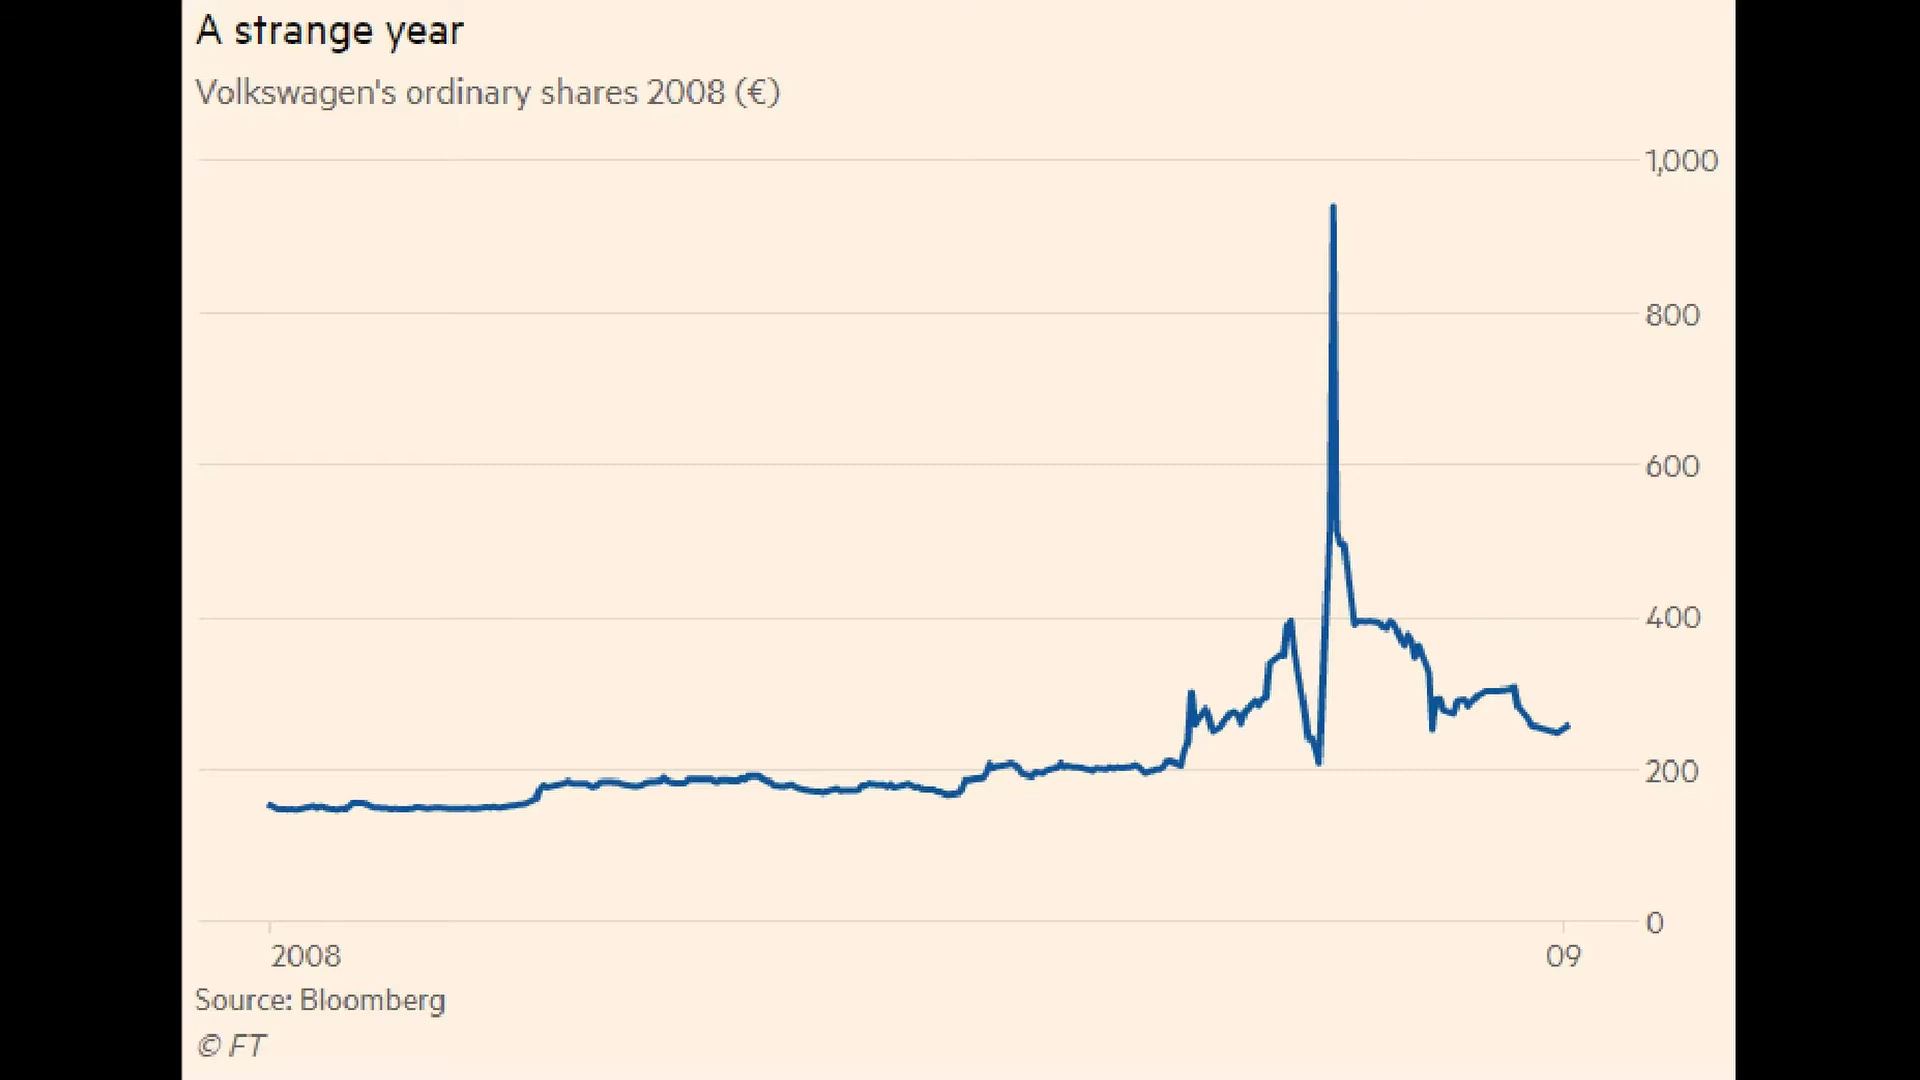 A strange year
Volkswagen's ordinary shares 2008 (€)
1,000
800
600
400
200
0
2008
09
Source: Bloomberg
© FT